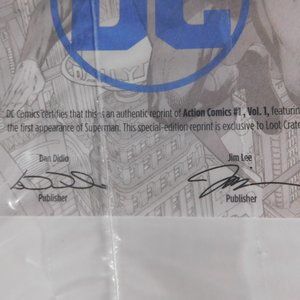 DC
DC Comics certifies that this is an authentic reprint of Action Comics #1, Vol. 1, featuring
the first appearance of Superman. This special-edition reprint is exclusive to Loot Crate
Dan Didio Jim Lee
Publisher Publisher